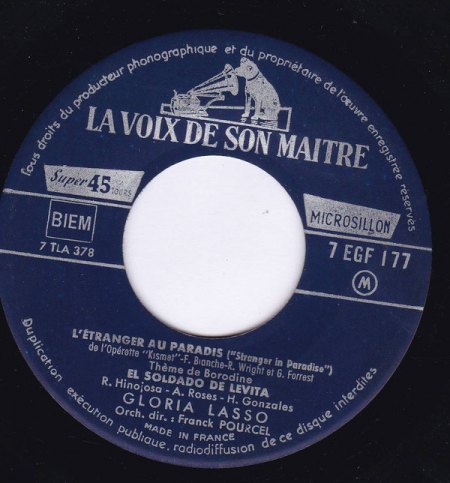 Tous droits du producteur phonographique et du propriétaire de l'œuvre enregistrée réservés
LA VOIX DE SON MAITRE
Super 45 TOURS
MICROSILLON
BIEM
7 TLA 378
7 EGF 177
M
L'ÉTRANGER AU PARADIS ("Stranger in Paradise")
de l'Opérette "Kismet"-F. Blanche-R. Wright et G. Forrest
Thème de Borodine
EL SOLDADO DE LEVITA
R. Hinojosa - A. Roses - H. Gonzales
GLORIA LASSO
Orch. dir : Franck POURCEL
MADE IN FRANCE
Duplication exécution publique, radiodiffusion de ce disque interdites